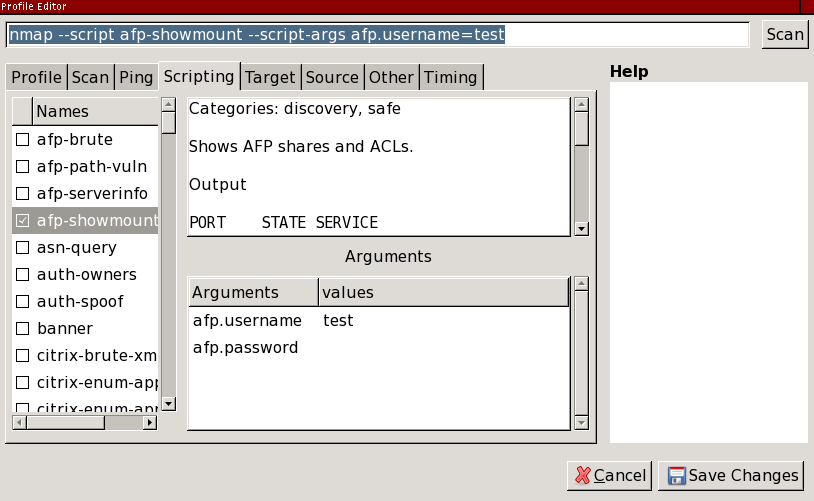 Profile Editor
nmap --script afp-showmount --script-args afp.username=test
Scan
Profile Scan Ping Scripting Target Source Other Timing
Help
Names
afp-brute
afp-path-vuln
afp-serverinfo
afp-showmount
asn-query
auth-owners
auth-spoof
banner
citrix-brute-xm
citrix-enum-app
citrix-enum-app
Categories: discovery, safe
Shows AFP shares and ACLs.
Output
PORT STATE SERVICE
Arguments
Arguments values
afp.username test
afp.password
Cancel
Save Changes